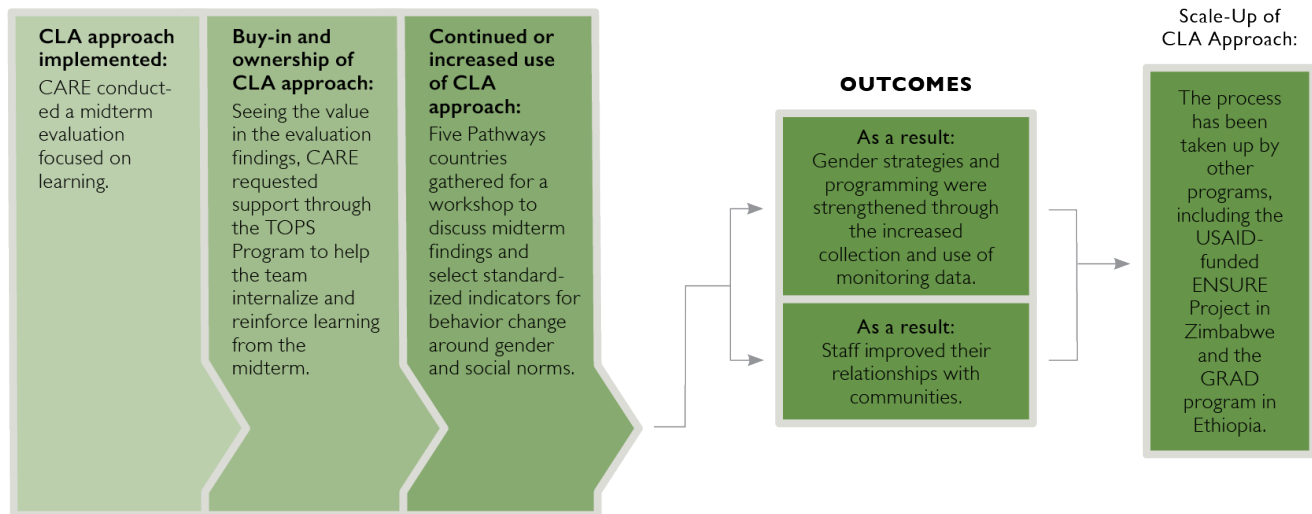 CLA approach
implemented:
CARE conduct-
ed a midterm
evaluation
focused on
learning.
Buy-in and
ownership of
CLA approach:
Seeing the value
in the evaluation
findings, CARE
requested
support through
the TOPS
Program to help
the team
internalize and
reinforce learning
from the
midterm.
Continued or
increased use
of CLA
approach:
Five Pathways
countries
gathered for a
workshop to
discuss midterm
findings and
select standard-
ized indicators for
behavior change
around gender
and social norms.
OUTCOMES
As a result:
Gender strategies and
programming were
strengthened through
the increased
collection and use of
monitoring data.
As a result:
Staff improved their
relationships with
communities.
Scale-Up of
CLA Approach:
The process
has been
taken up by
other
programs,
including the
USAID-
funded
ENSURE
Project in
Zimbabwe
and the
GRAD
program in
Ethiopia.